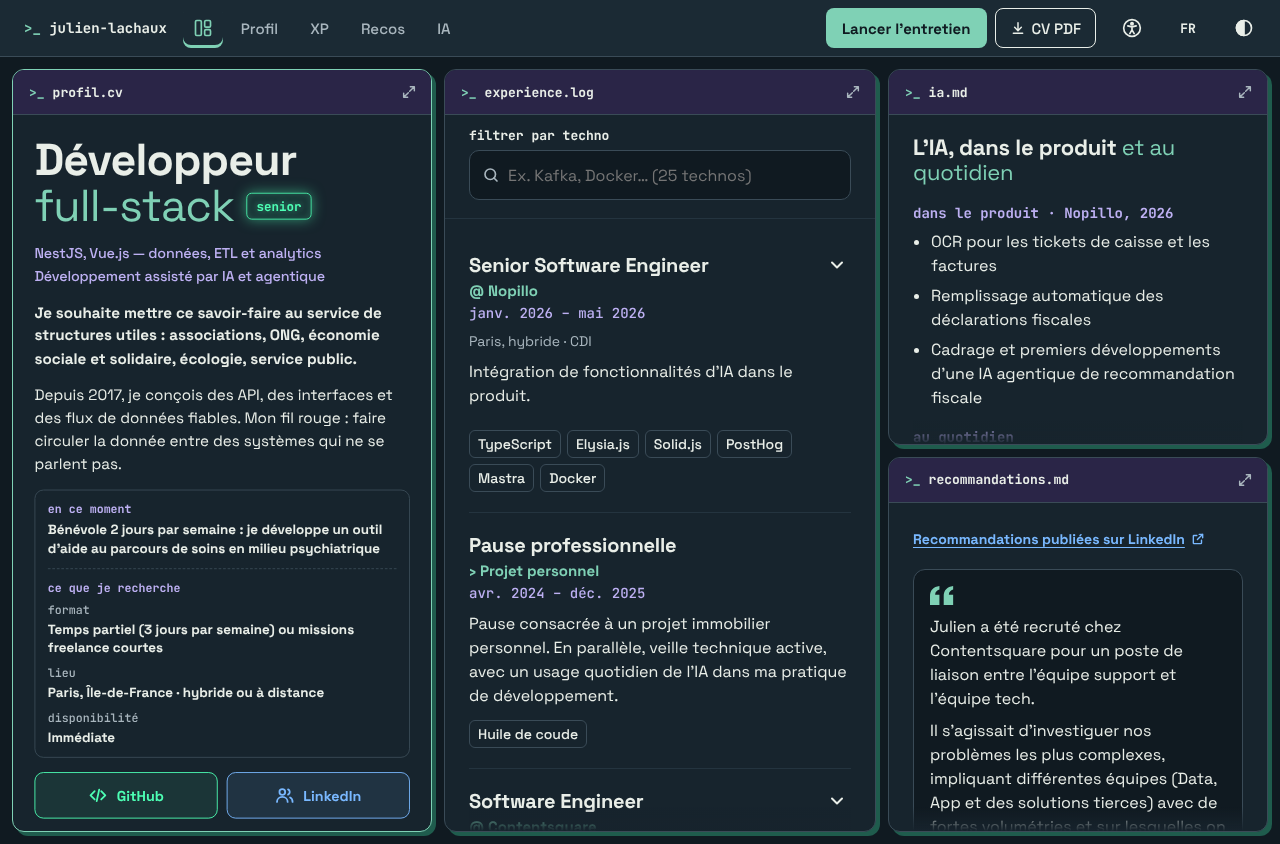 >_ julien-lachaux
Profil
XP
Recos
IA
Lancer l'entretien
CV PDF
FR
>_ profil.cv
Développeur
full-stack senior
NestJS, Vue.js — données, ETL et analytics
Développement assisté par IA et agentique
Je souhaite mettre ce savoir-faire au service de
structures utiles : associations, ONG, économie
sociale et solidaire, écologie, service public.
Depuis 2017, je conçois des API, des interfaces et
des flux de données fiables. Mon fil rouge : faire
circuler la donnée entre des systèmes qui ne se
parlent pas.
en ce moment
Bénévole 2 jours par semaine : je développe un outil
d'aide au parcours de soins en milieu psychiatrique
ce que je recherche
format
Temps partiel (3 jours par semaine) ou missions
freelance courtes
lieu
Paris, Île-de-France · hybride ou à distance
disponibilité
Immédiate
GitHub
LinkedIn
>_ experience.log
filtrer par techno
Ex. Kafka, Docker… (25 technos)
Senior Software Engineer
@ Nopillo
janv. 2026 – mai 2026
Paris, hybride · CDI
Intégration de fonctionnalités d'IA dans le
produit.
TypeScript
Elysia.js
Solid.js
PostHog
Mastra
Docker
Pause professionnelle
> Projet personnel
avr. 2024 – déc. 2025
Pause consacrée à un projet immobilier
personnel. En parallèle, veille technique active,
avec un usage quotidien de l'IA dans ma pratique
de développement.
Huile de coude
Software Engineer
@ Contentsquare
>_ ia.md
L'IA, dans le produit et au
quotidien
dans le produit · Nopillo, 2026
• OCR pour les tickets de caisse et les
factures
• Remplissage automatique des
déclarations fiscales
• Cadrage et premiers développements
d'une IA agentique de recommandation
fiscale
au quotidien
>_ recommandations.md
Recommandations publiées sur LinkedIn
Julien a été recruté chez
Contentsquare pour un poste de
liaison entre l'équipe support et
l'équipe tech.
Il s'agissait d'investiguer nos
problèmes les plus complexes,
impliquant différentes équipes (Data,
App et des solutions tierces) avec de
fortes volumétries et sur lesquelles on